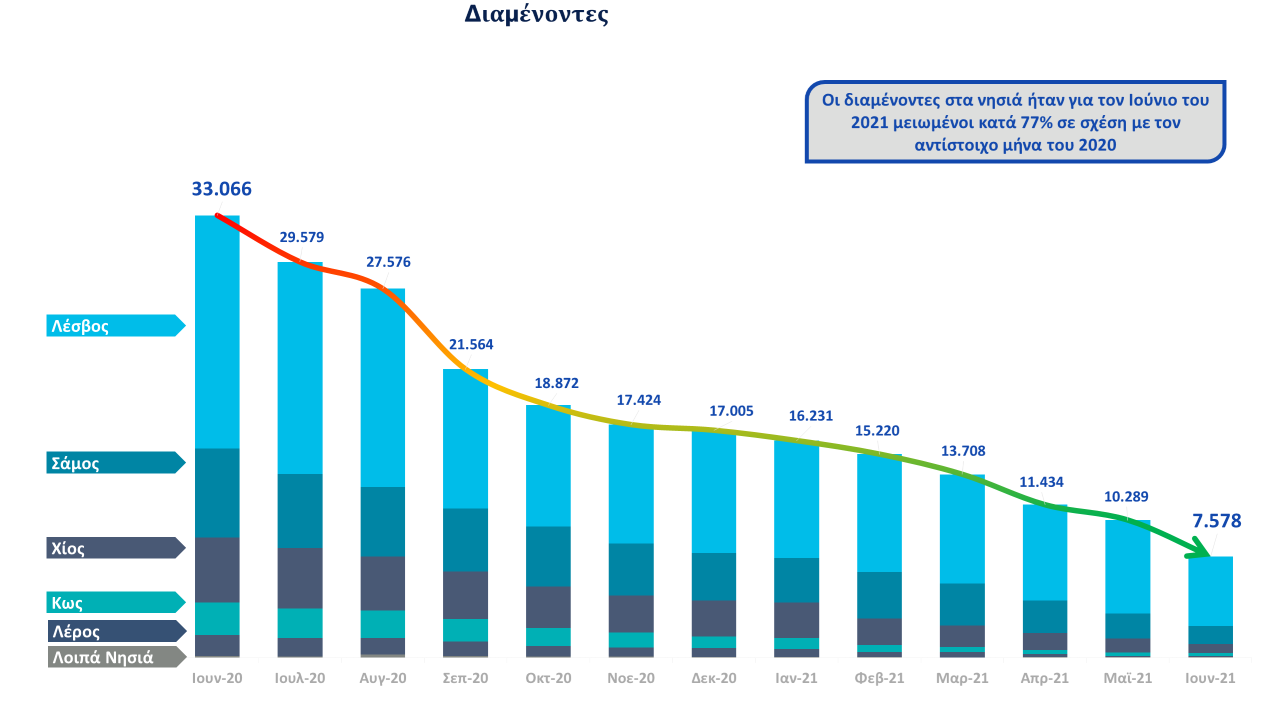 Διαμένοντες
Οι διαμένοντες στα νησιά ήταν για τον Ιούνιο του
2021 μειωμένοι κατά 77% σε σχέση με τον
αντίστοιχο μήνα του 2020
33.066
29.579
27.576
21.564
18.872
17.424
17.005
16.231
15.220
13.708
11.434
10.289
7.578
Λέσβος
Σάμος
Χίος
Κως
Λέρος
Λοιπά Νησιά
Ιουν-20 Ιουλ-20 Αυγ-20 Σεπ-20 Οκτ-20 Νοε-20 Δεκ-20 Ιαν-21 Φεβ-21 Μαρ-21 Απρ-21 Μαϊ-21 Ιουν-21